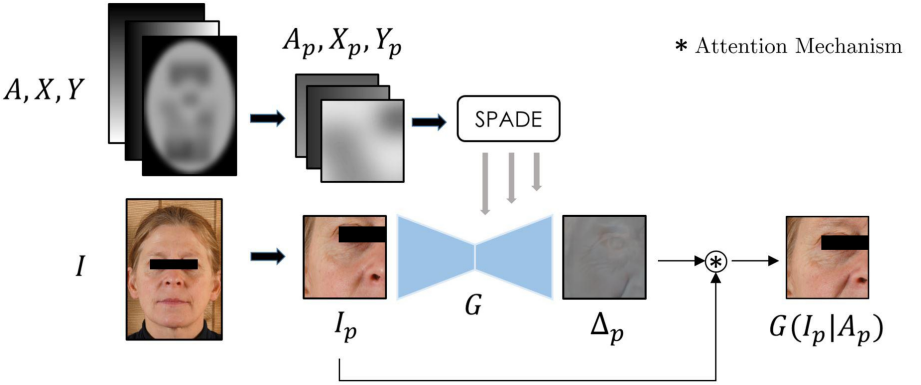 A_p, X_p, Y_p
* Attention Mechanism
A, X, Y
SPADE
I
G
I_p
Δ_p
G(I_p|A_p)